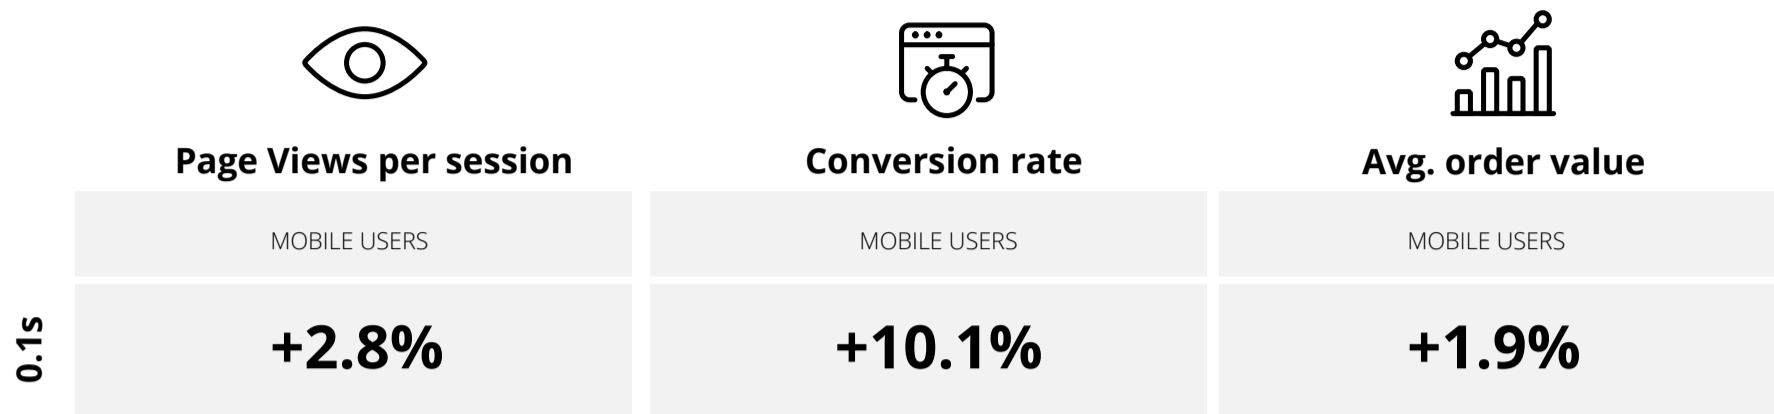 Page Views per session
Conversion rate
Avg. order value
MOBILE USERS
MOBILE USERS
MOBILE USERS
0.1s
+2.8%
+10.1%
+1.9%